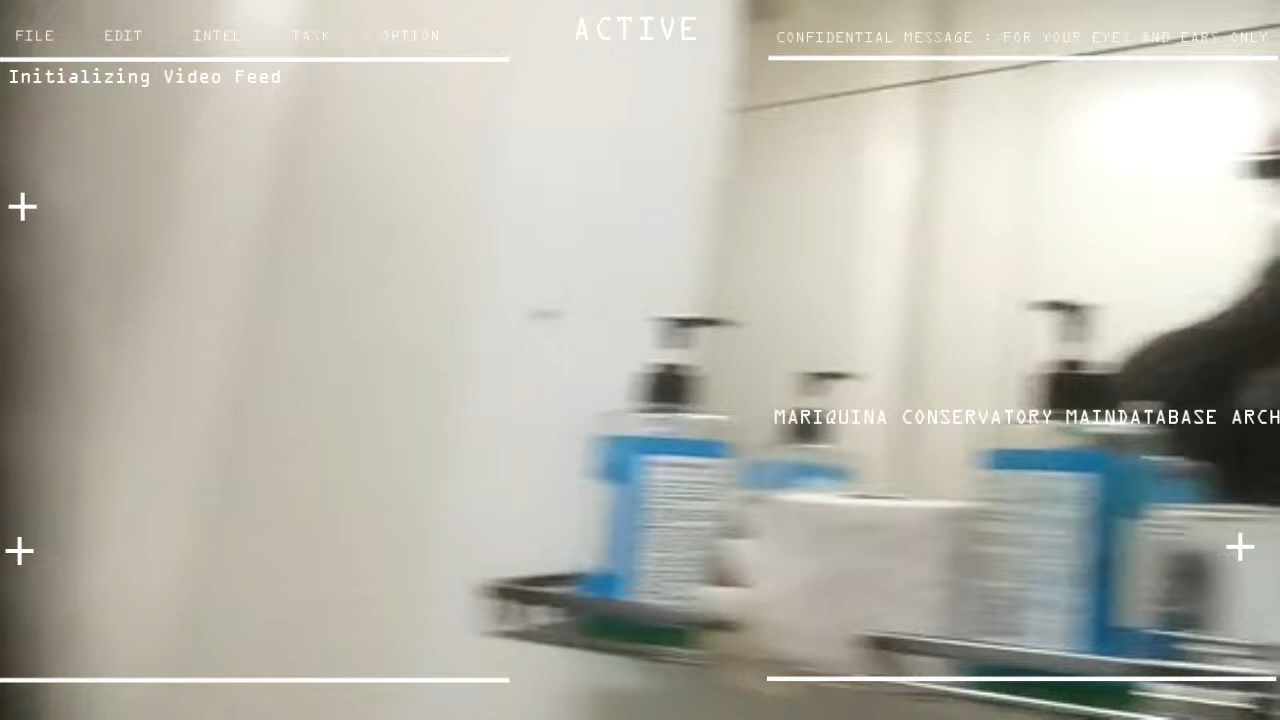 FILE EDIT INTEL TASK OPTION
ACTIVE
CONFIDENTIAL MESSAGE : FOR YOUR EYES AND EARS ONLY
Initializing Video Feed
MARIQUINA CONSERVATORY MAINDATABASE ARCH